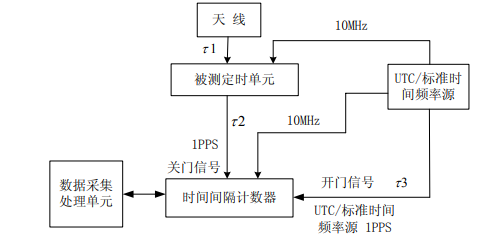 天 线
10MHz
τ1
被测定时单元
UTC/标准时
间频率源
τ2
1PPS
10MHz
关门信号
数据采集
处理单元
时间间隔计数器
开门信号 τ3
UTC/标准时间
频率源 1PPS